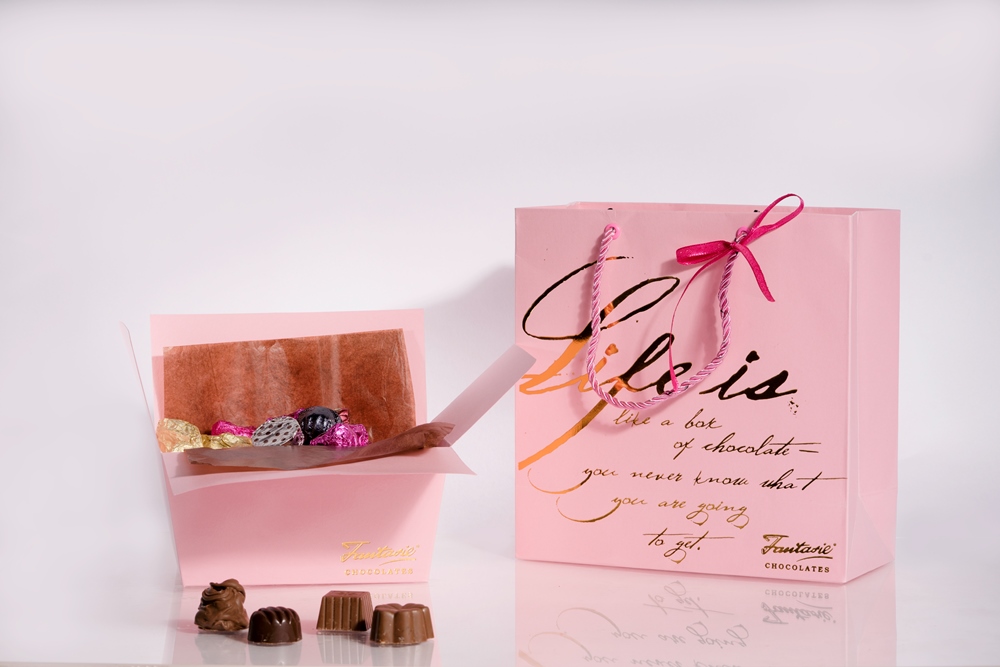 Life is
like a box
of chocolate –
you never know what
you are going
to get.
Fantasie
CHOCOLATES
Fantasie
CHOCOLATES